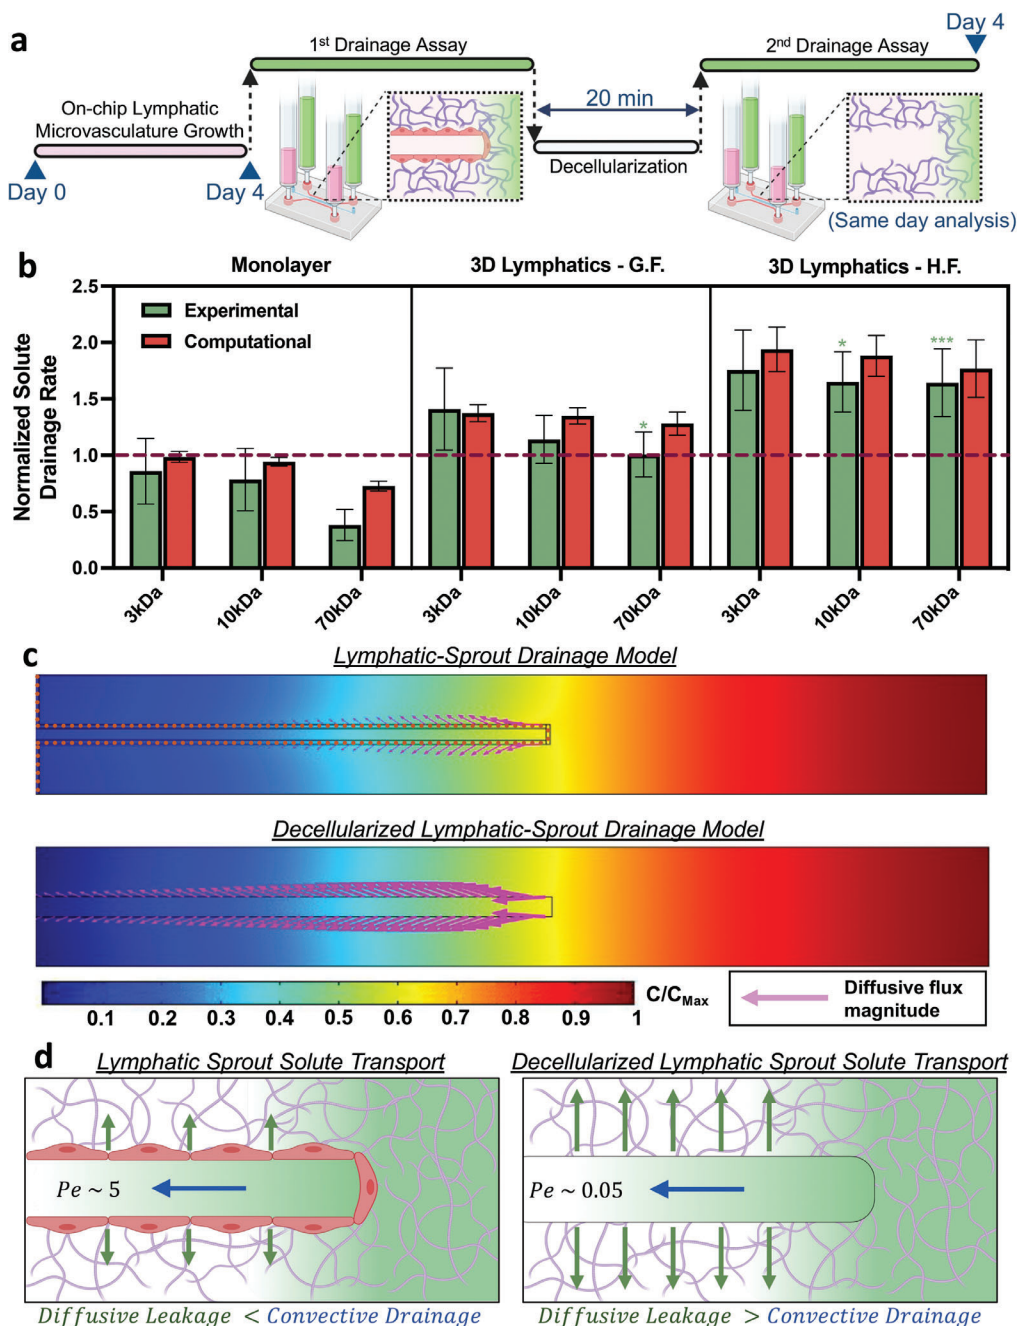 a
1st Drainage Assay
2nd Drainage Assay
Day 4
On-chip Lymphatic
Microvasculature Growth
20 min
Decellularization
Day 0
Day 4
(Same day analysis)
b
Monolayer
3D Lymphatics - G.F.
3D Lymphatics - H.F.
Normalized Solute
Drainage Rate
2.5
2.0
1.5
1.0
0.5
0.0
Experimental
Computational
*
*
***
3kDa
10kDa
70kDa
3kDa
10kDa
70kDa
3kDa
10kDa
70kDa
c
Lymphatic-Sprout Drainage Model
Decellularized Lymphatic-Sprout Drainage Model
0.1 0.2 0.3 0.4 0.5 0.6 0.7 0.8 0.9 1
C/CMax
Diffusive flux
magnitude
d
Lymphatic Sprout Solute Transport
Decellularized Lymphatic Sprout Solute Transport
Pe ~ 5
Pe ~ 0.05
Diffusive Leakage < Convective Drainage
Diffusive Leakage > Convective Drainage